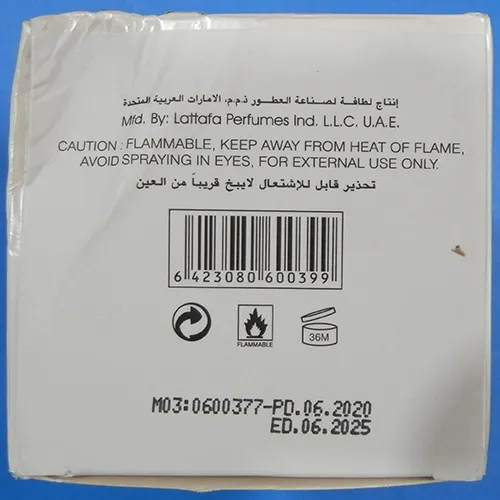 إنتاج لطافة لصناعة العطور ذ.م.م. الامارات العربية المتحدة
Mfd. By: Lattafa Perfumes Ind. L.L.C. U.A.E.
CAUTION : FLAMMABLE, KEEP AWAY FROM HEAT OF FLAME,
AVOID SPRAYING IN EYES, FOR EXTERNAL USE ONLY.
تحذير قابل للإشتعال لايبخ قريباً من العين
6 423080 600399
FLAMMABLE
36M
M03:0600377-PD.06.2020
ED.06.2025